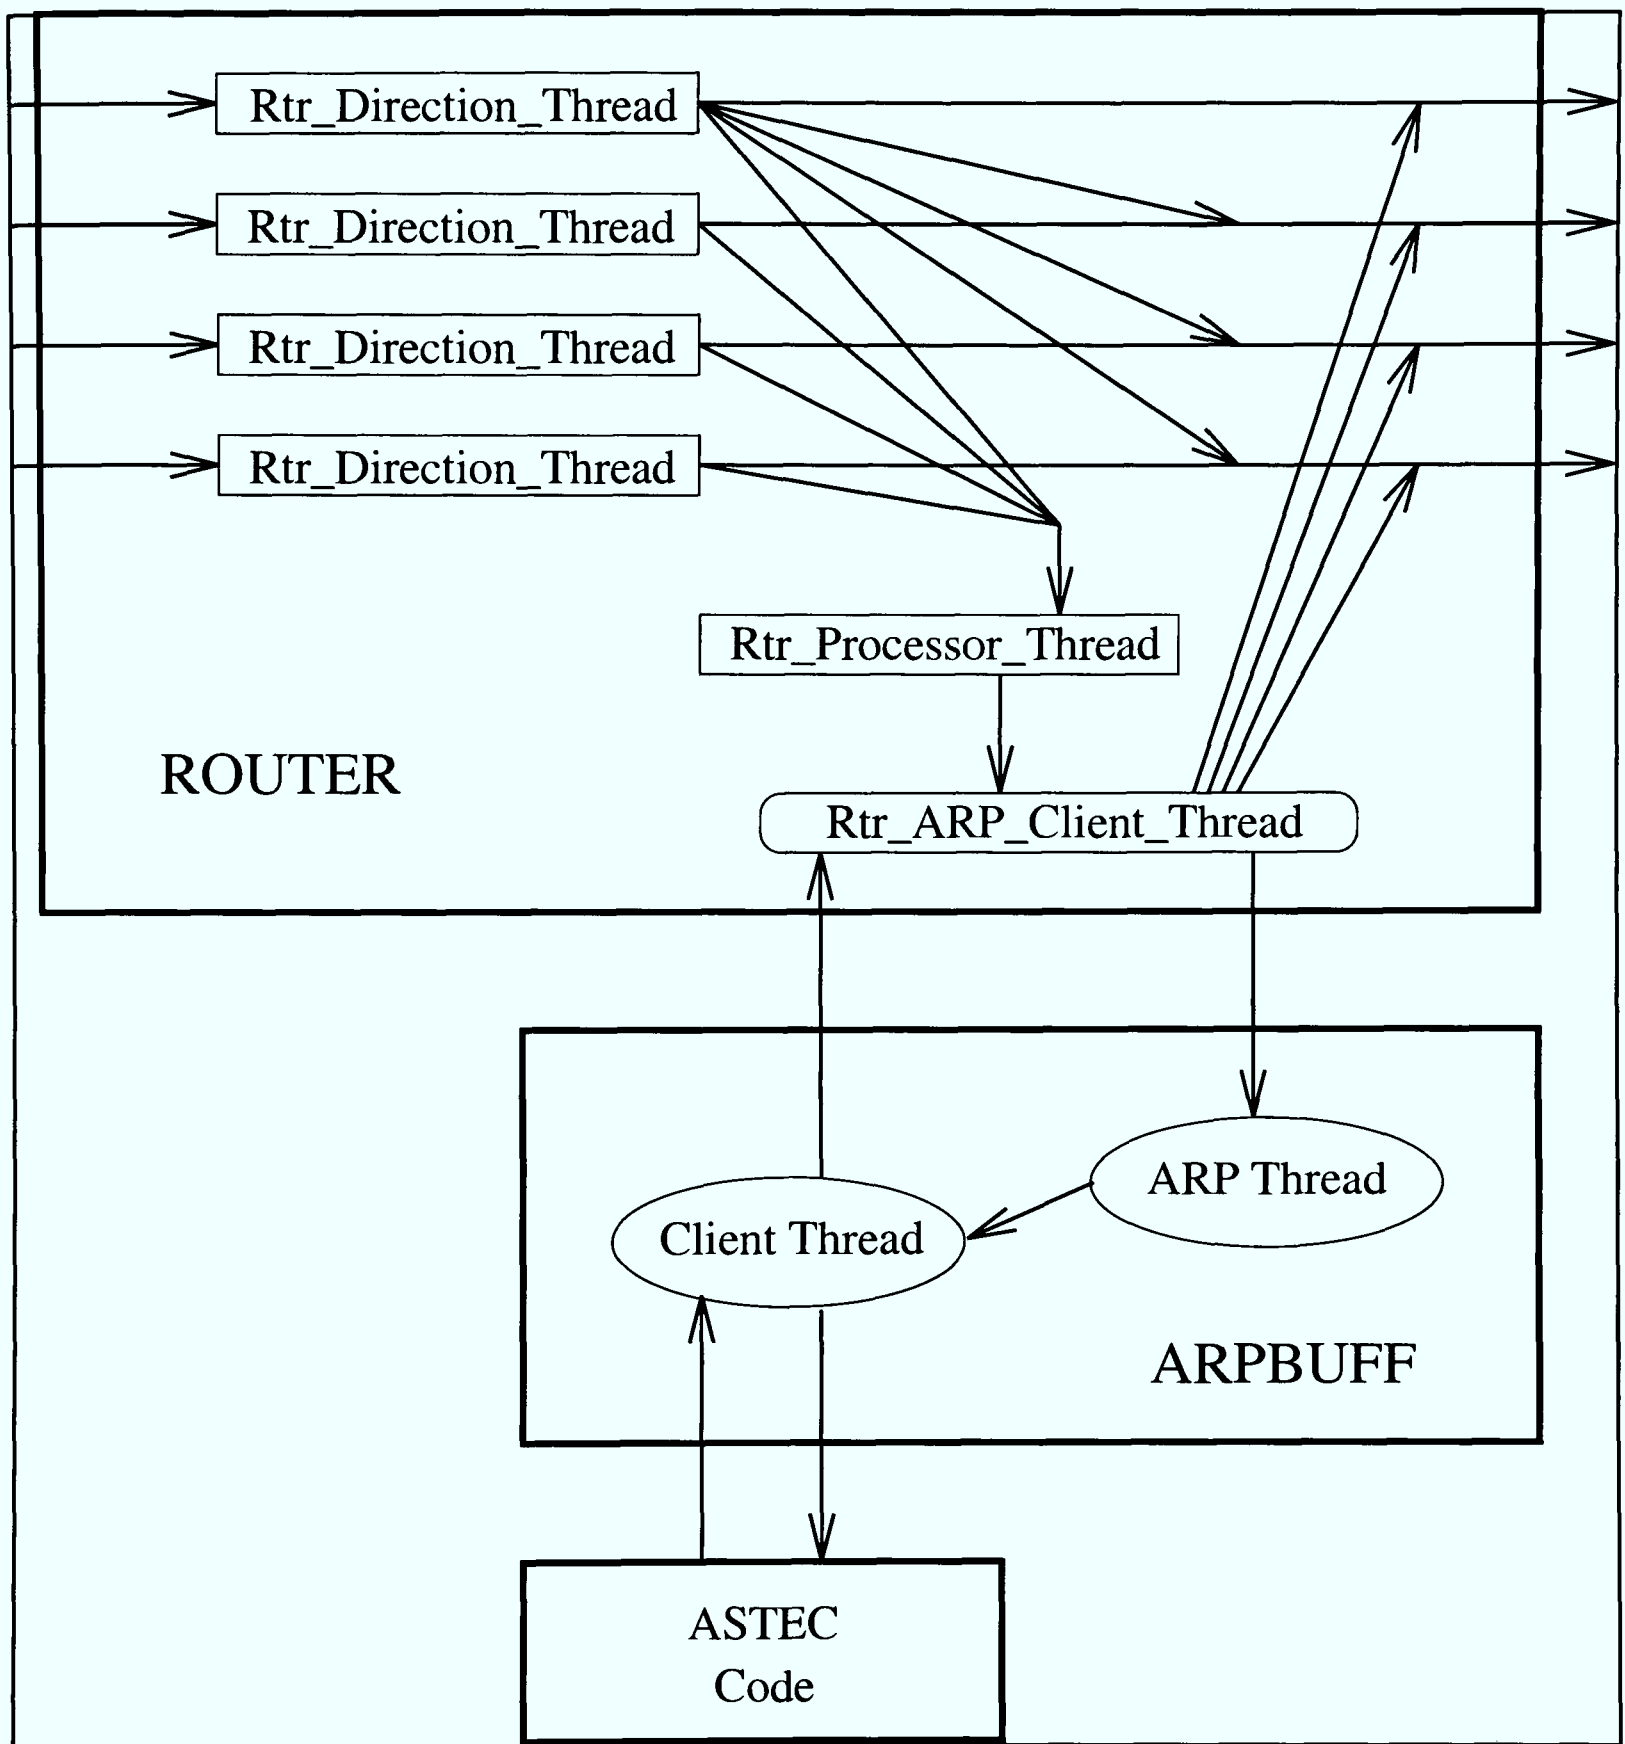 Rtr_Direction_Thread
Rtr_Direction_Thread
Rtr_Direction_Thread
Rtr_Direction_Thread
Rtr_Processor_Thread
ROUTER
Rtr_ARP_Client_Thread
ARP Thread
Client Thread
ARPBUFF
ASTEC
Code